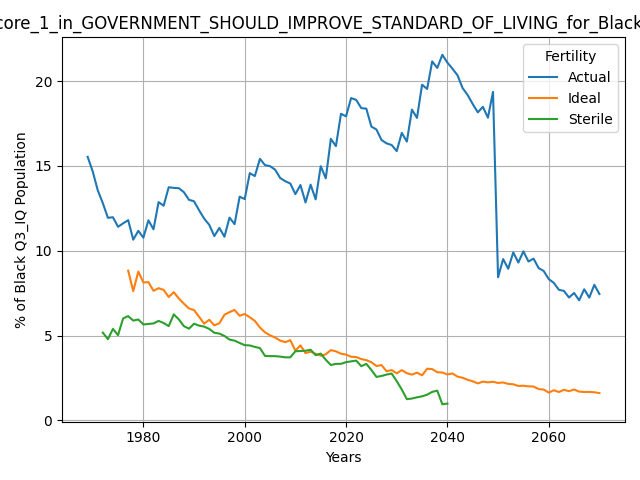 core_1_in_GOVERNMENT_SHOULD_IMPROVE_STANDARD_OF_LIVING_for_Black
Fertility
Actual
Ideal
Sterile
% of Black Q3_IQ Population
20
15
10
5
0
1980
2000
2020
2040
2060
Years